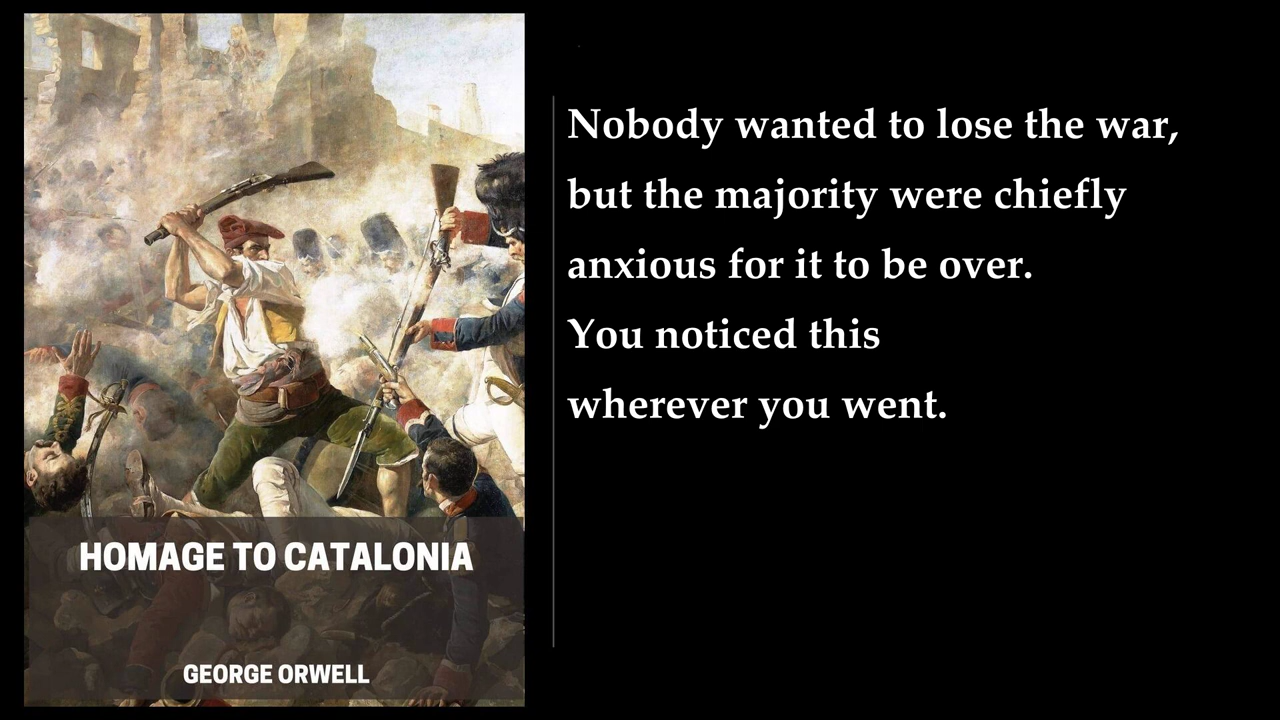 HOMAGE TO CATALONIA
GEORGE ORWELL
Nobody wanted to lose the war,
but the majority were chiefly
anxious for it to be over.
You noticed this
wherever you went.